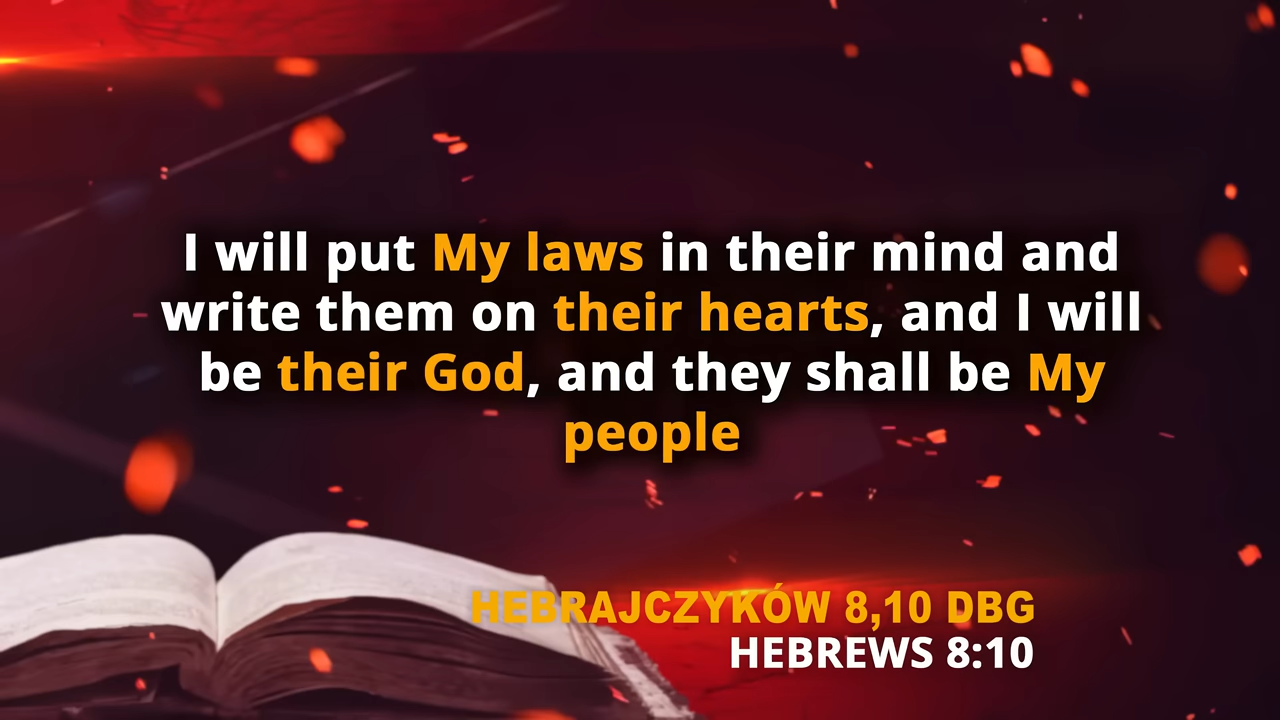 I will put My laws in their mind and
write them on their hearts, and I will
be their God, and they shall be My
people
HEBRAJCZYKÓW 8,10 DBG
HEBREWS 8:10